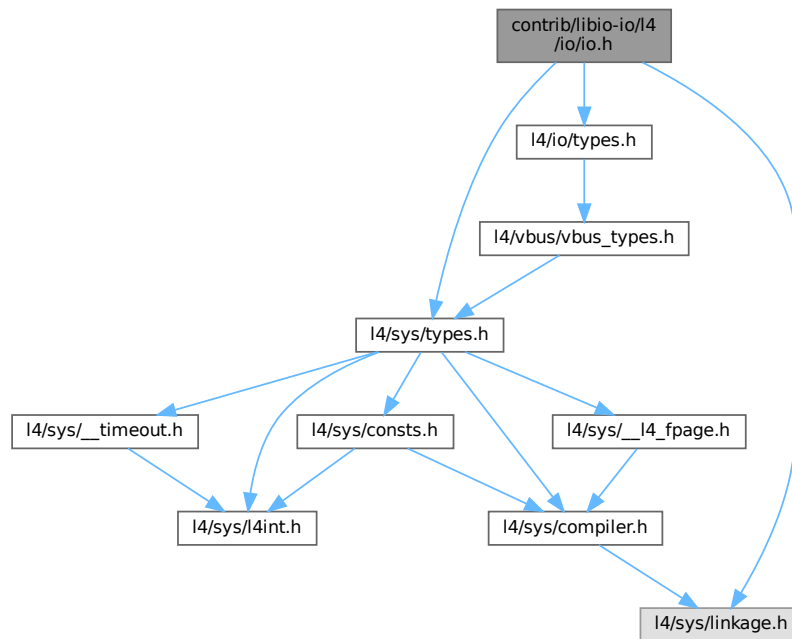 contrib/libio-io/l4
/io/io.h
l4/io/types.h
l4/vbus/vbus_types.h
l4/sys/types.h
l4/sys/__timeout.h
l4/sys/consts.h
l4/sys/__l4_fpage.h
l4/sys/l4int.h
l4/sys/compiler.h
l4/sys/linkage.h